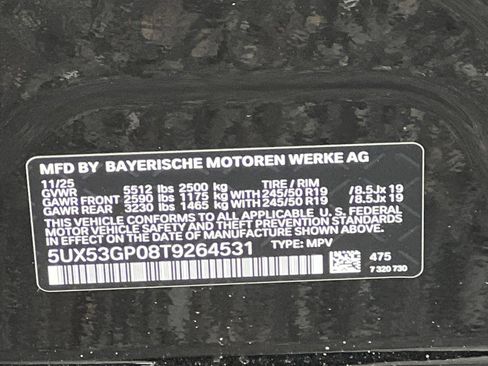 MFD BY BAYERISCHE MOTOREN WERKE AG
11/25 TIRE / RIM
GVWR 5512 lbs 2500 kg
GAWR FRONT 2590 lbs 1175 kg WITH 245/50 R19 /8.5Jx 19
GAWR REAR 3230 lbs 1465 kg WITH 245/50 R19 /8.5Jx 19
THIS VEHICLE CONFORMS TO ALL APPLICABLE U. S. FEDERAL
MOTOR VEHICLE SAFETY AND THEFT PREVENTION STANDARDS
IN EFFECT ON THE DATE OF MANUFACTURE SHOWN ABOVE.
5UX53GP08T9264531 TYPE: MPV
475
7 320 730